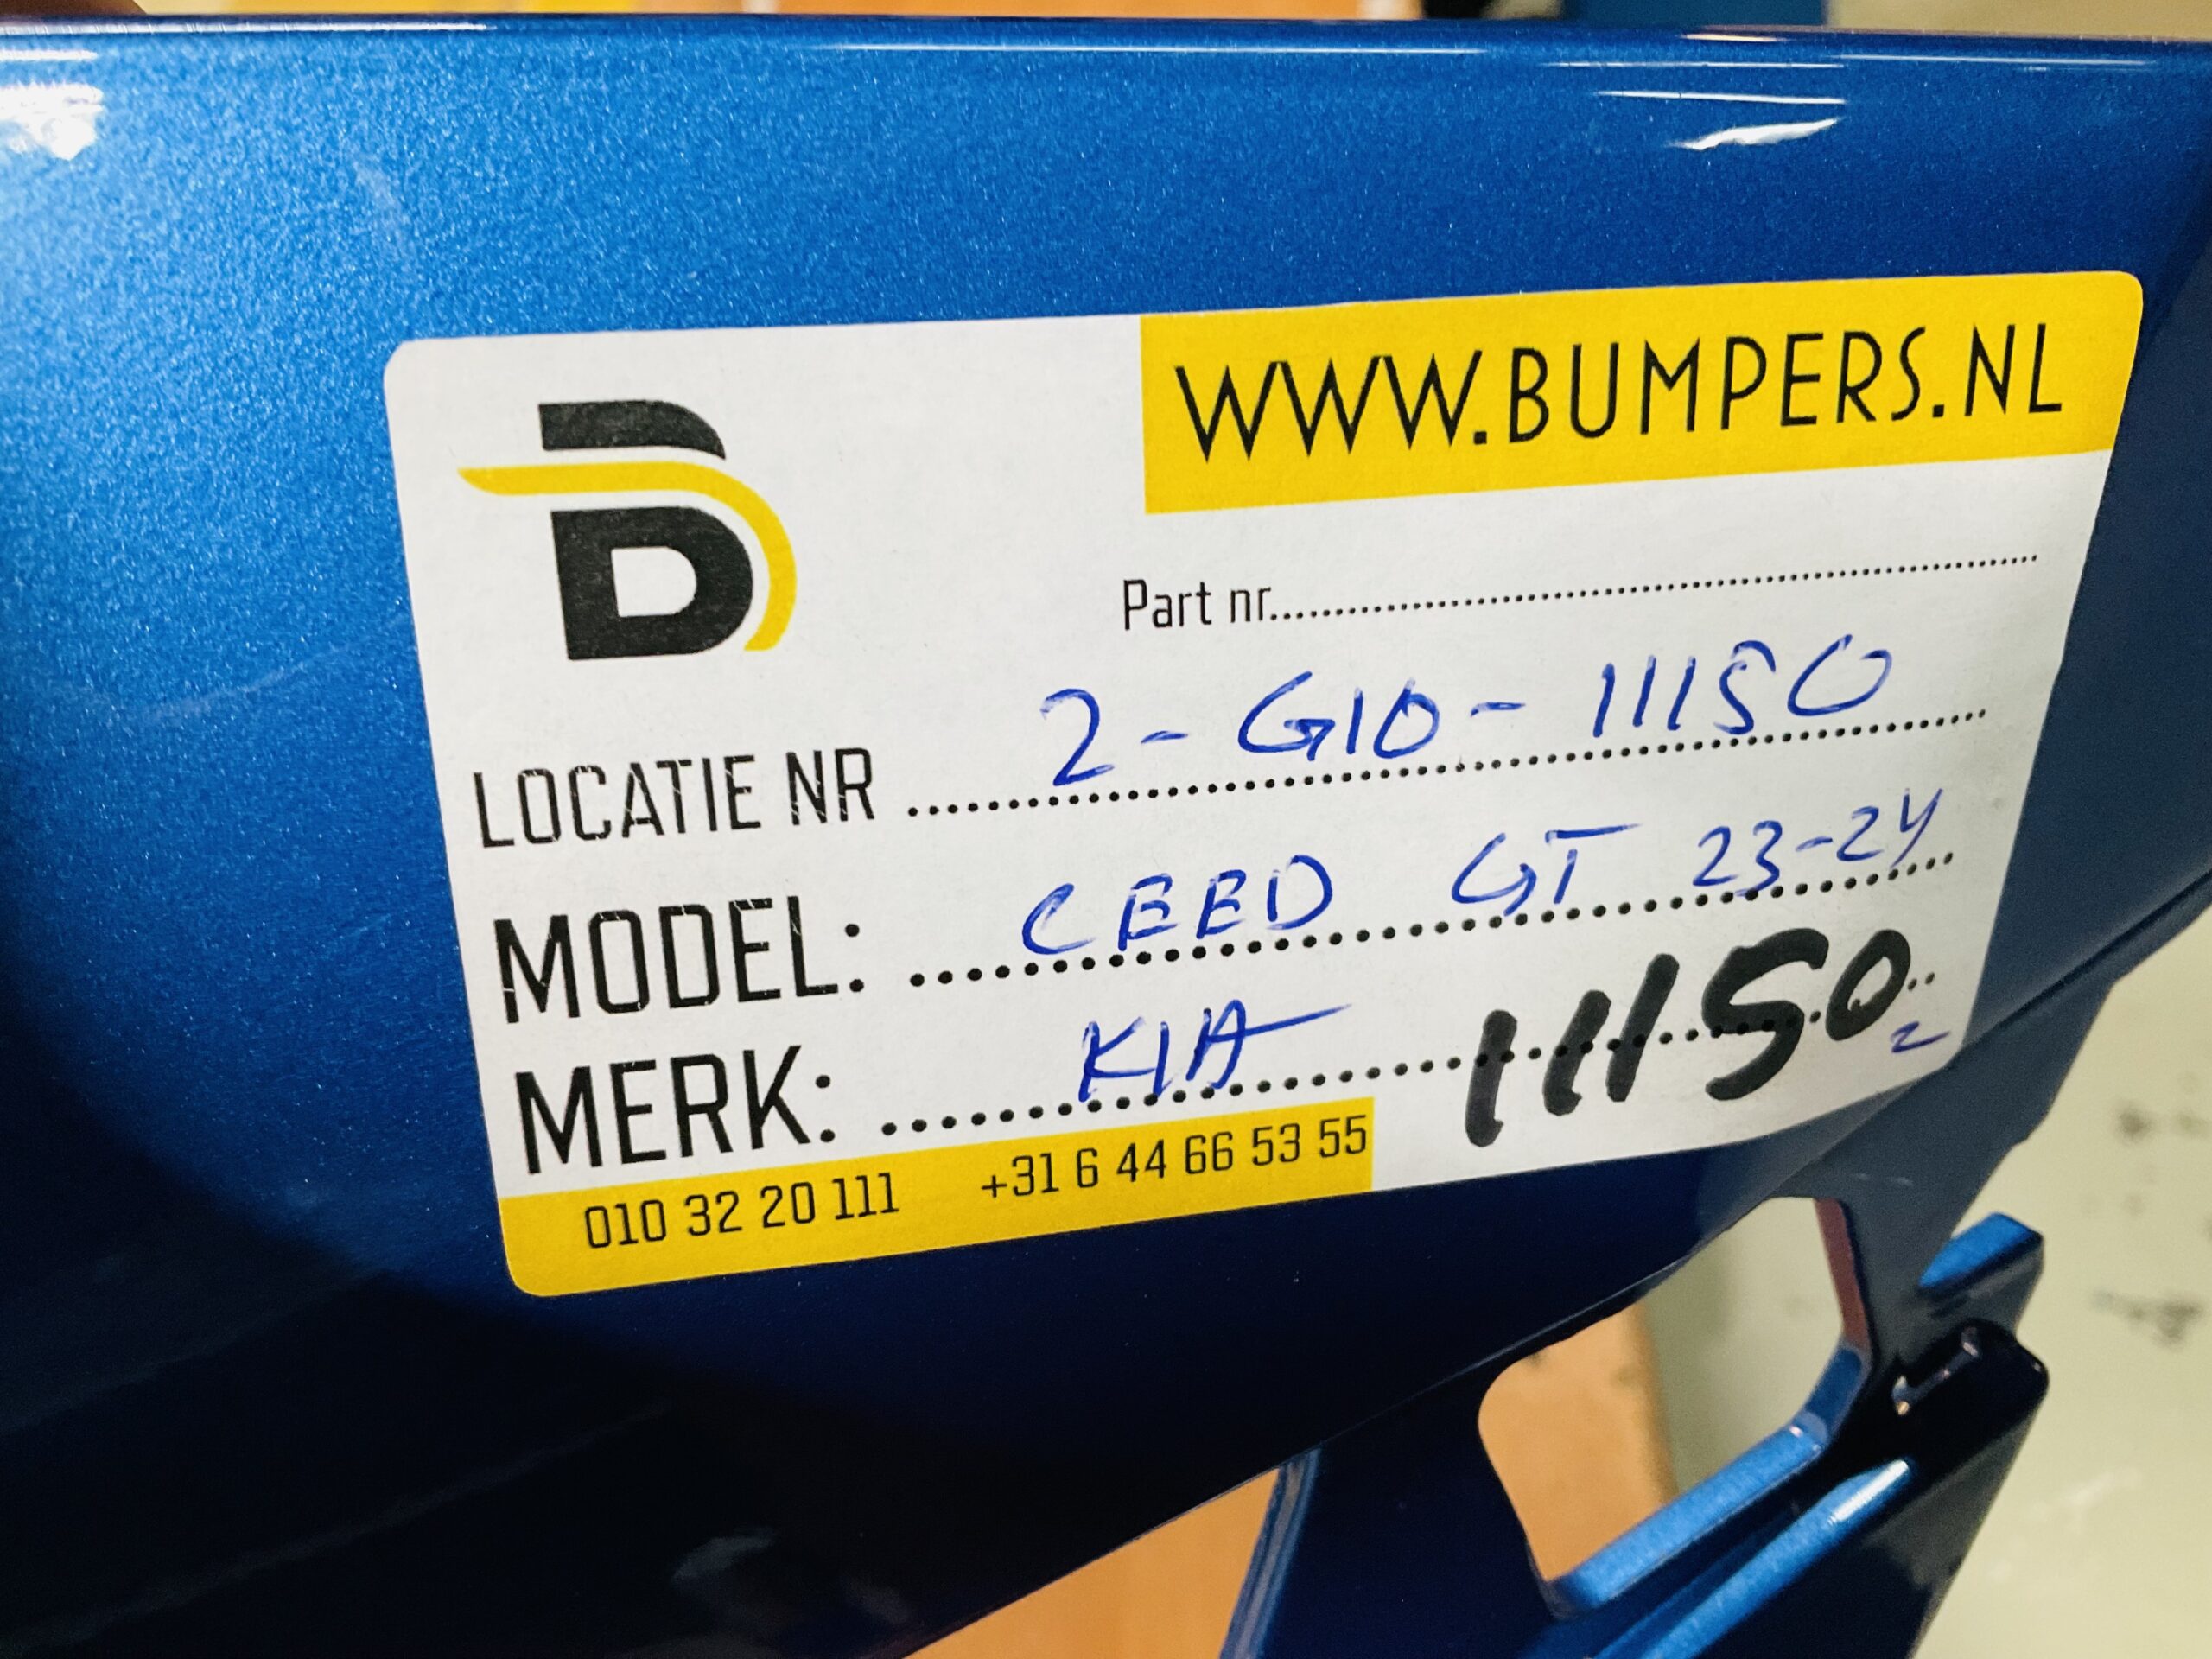 B
WWW.BUMPERS.NL
Part nr..........
LOCATIE NR .......... 2-G10-11150
MODEL: .......... CEED GT 23-24
MERK: .......... KIA 11150
2
010 32 20 111 +31 6 44 66 53 55